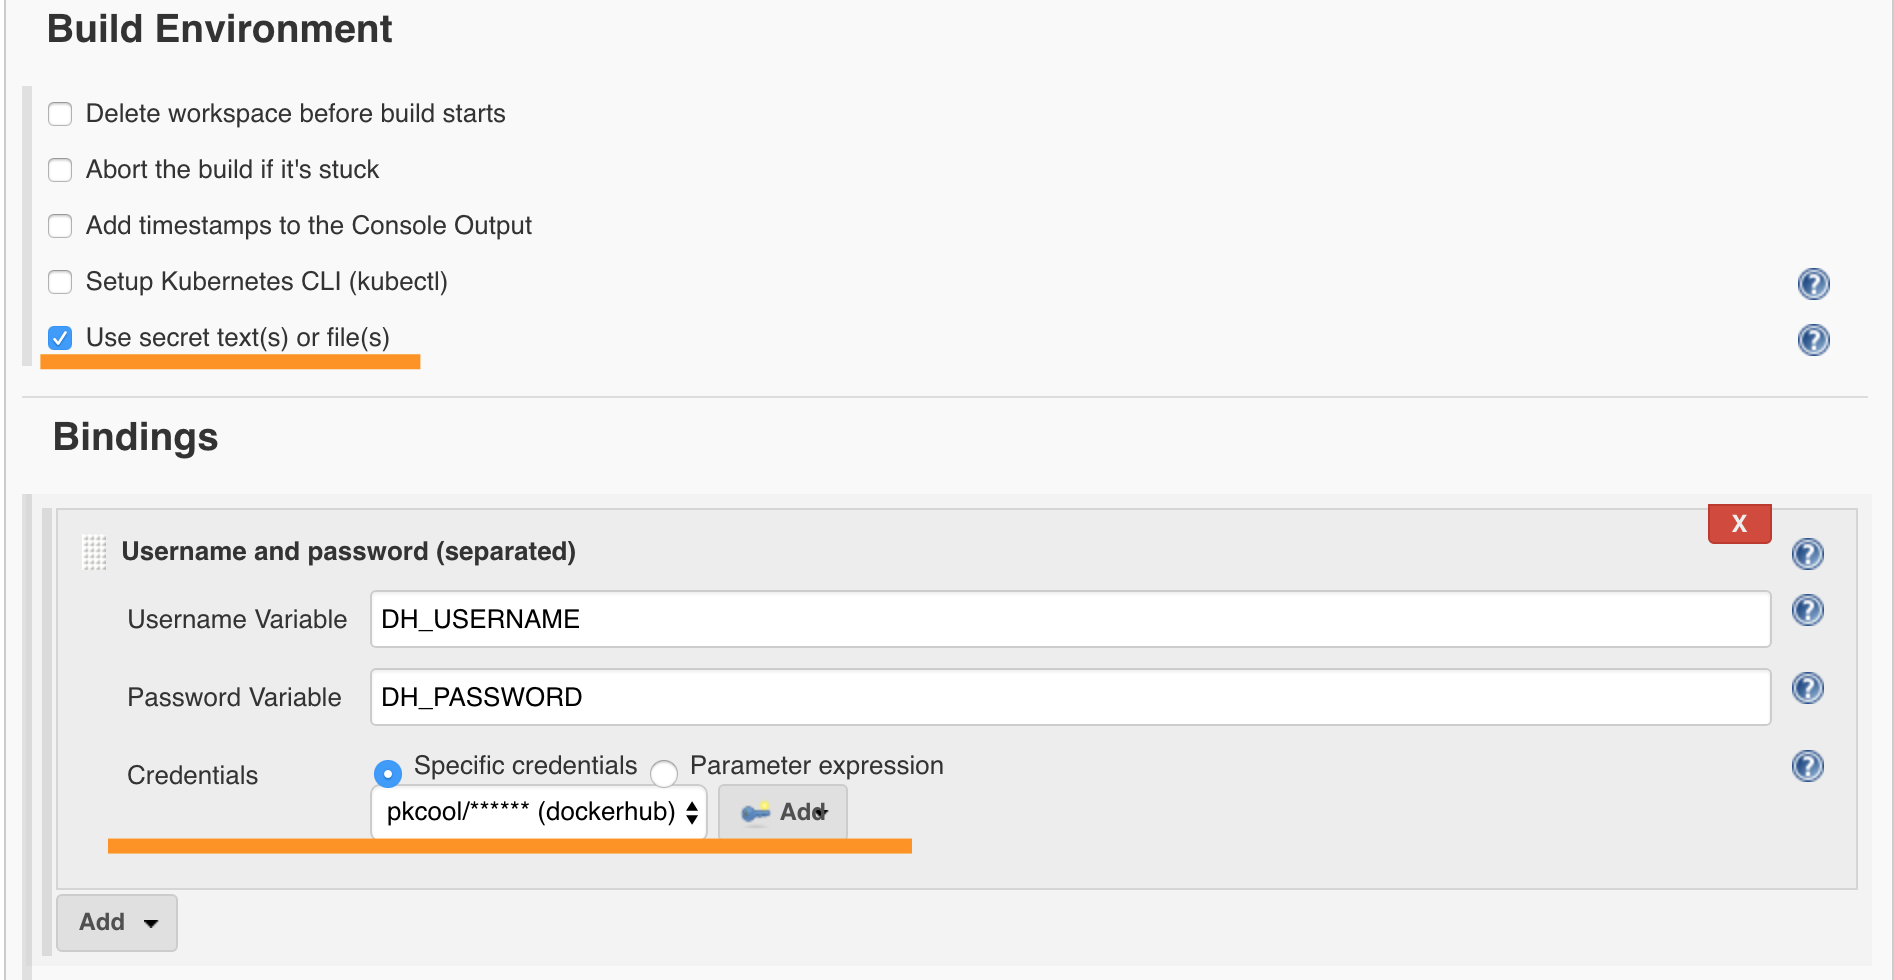 Build Environment
Delete workspace before build starts
Abort the build if it's stuck
Add timestamps to the Console Output
Setup Kubernetes CLI (kubectl)
?
Use secret text(s) or file(s)
?
Bindings
X
Username and password (separated)
?
Username Variable DH_USERNAME
?
Password Variable DH_PASSWORD
?
Credentials Specific credentials Parameter expression
?
pkcool/****** (dockerhub) Add
Add